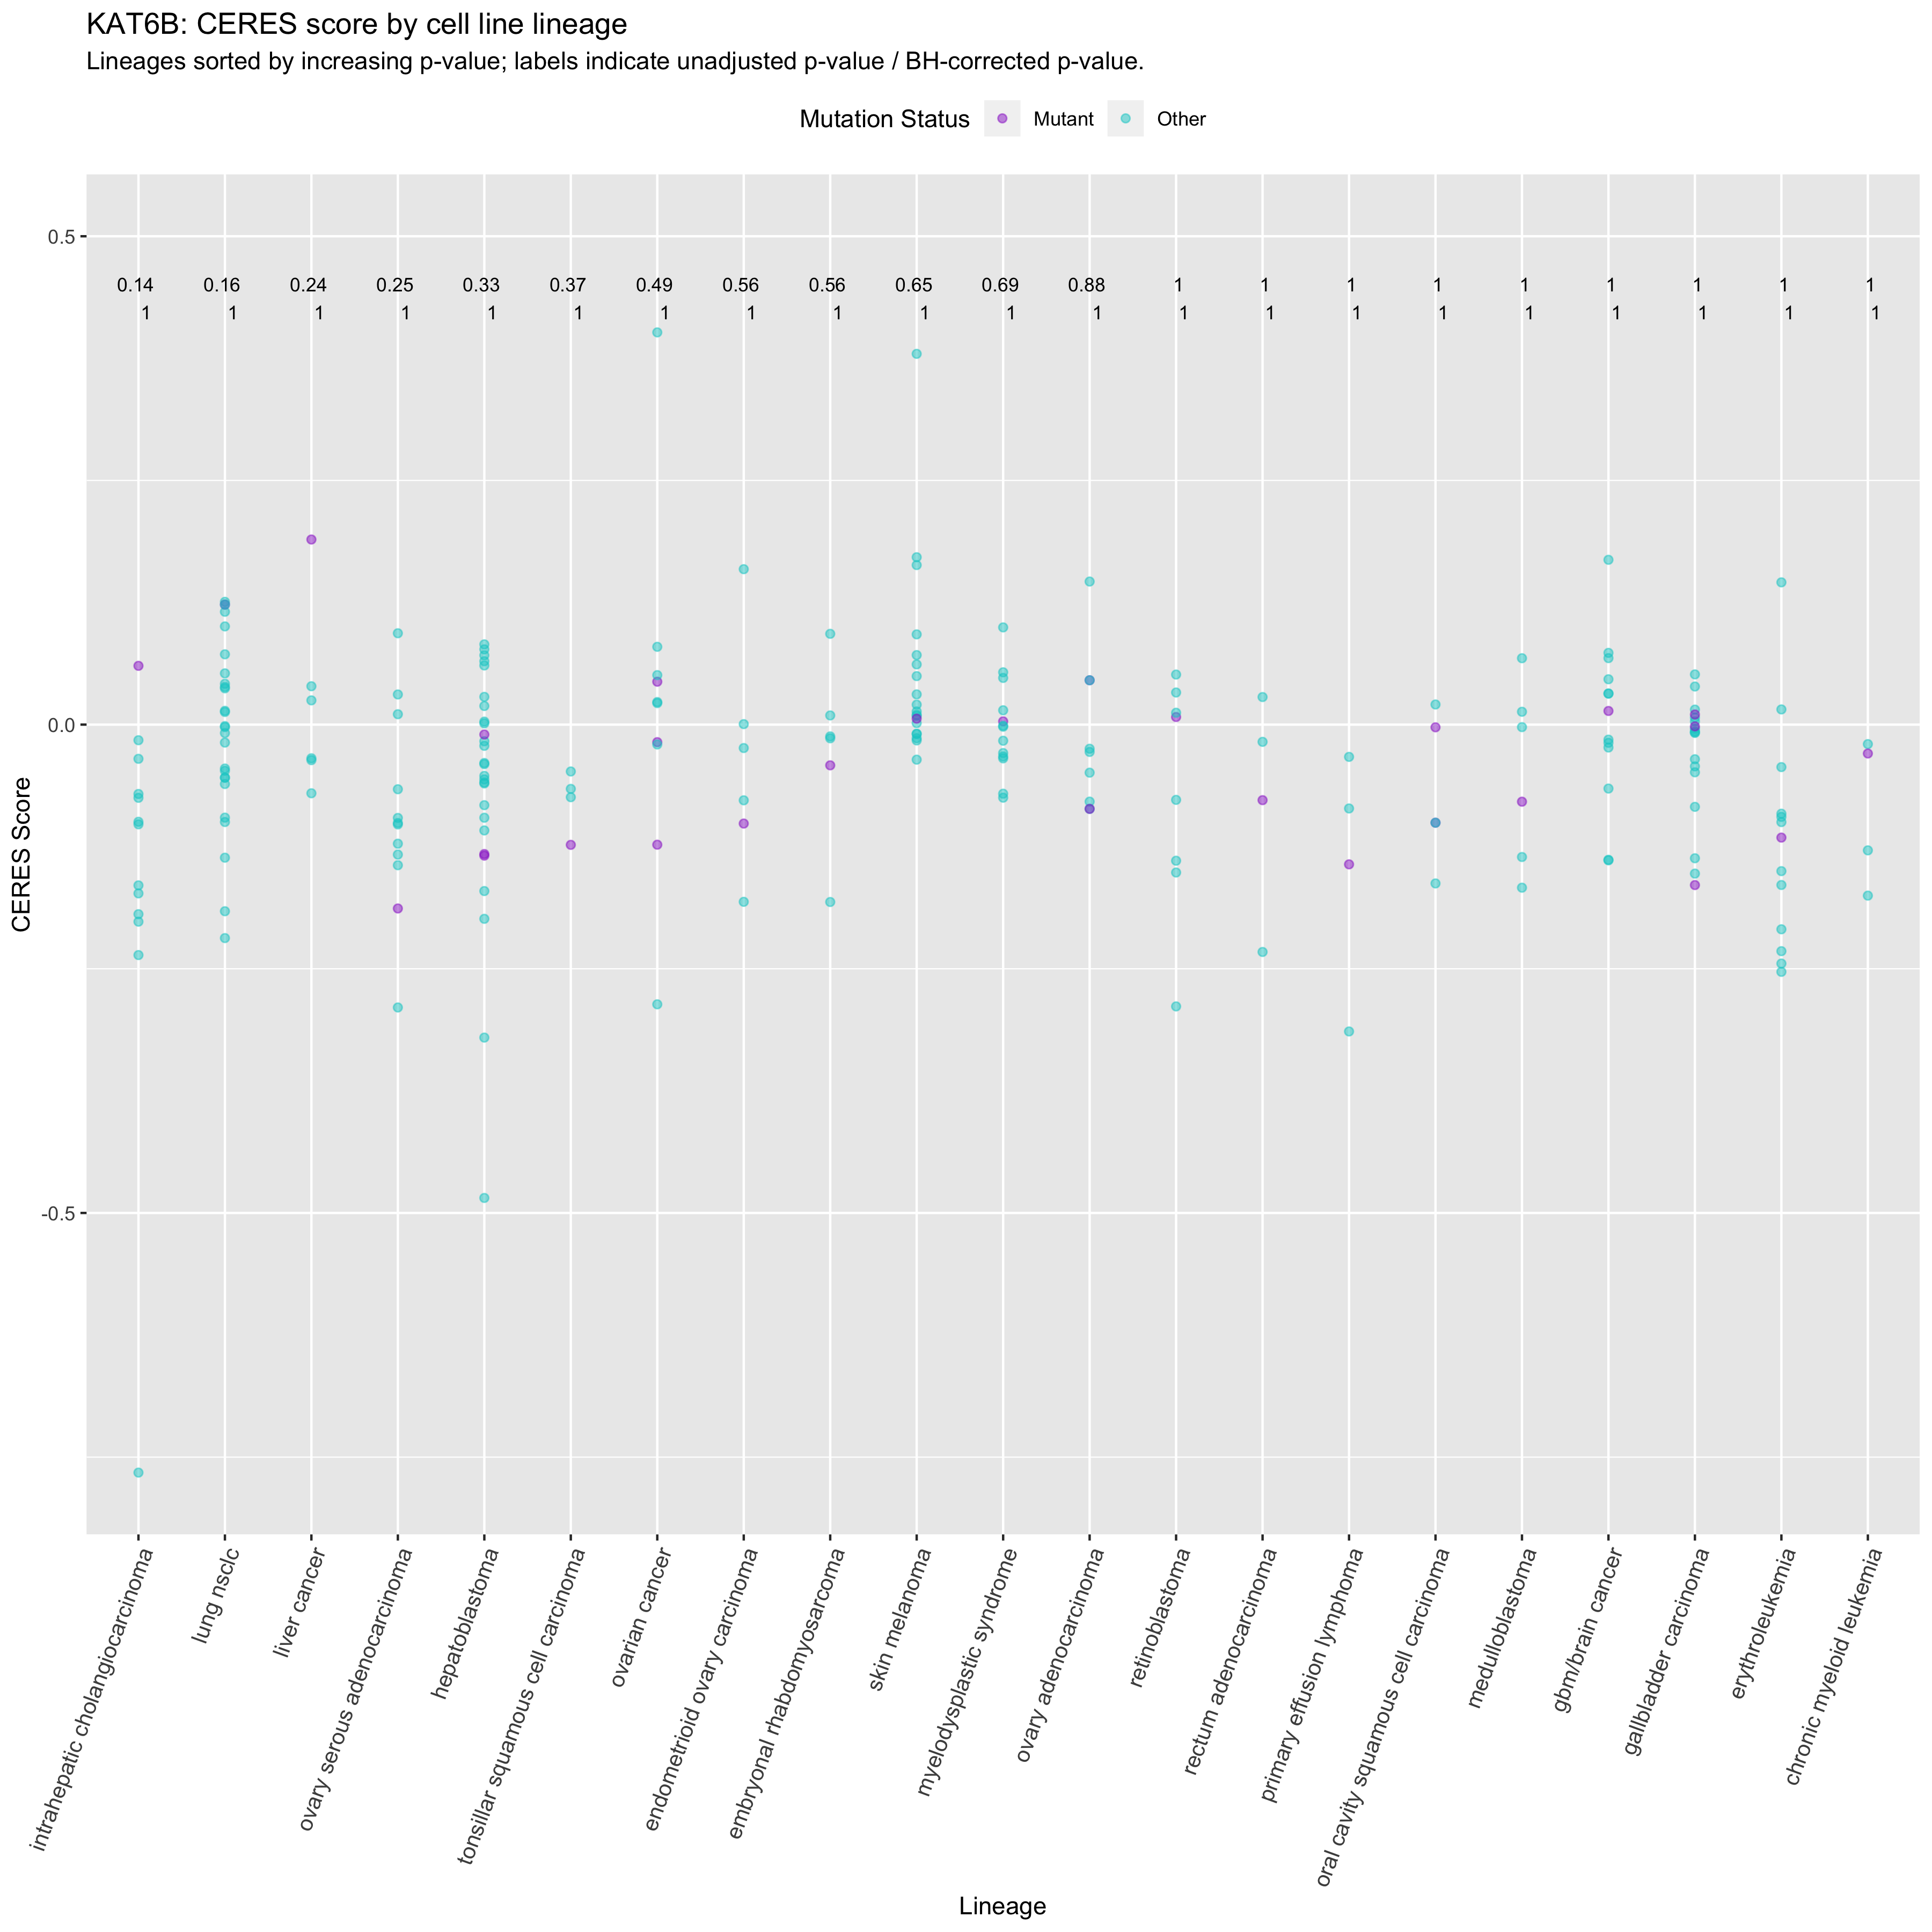 KAT6B: CERES score by cell line lineage
Lineages sorted by increasing p-value; labels indicate unadjusted p-value / BH-corrected p-value.
Mutation Status Mutant Other
0.5
0.14 0.16 0.24 0.25 0.33 0.37 0.49 0.56 0.56 0.65 0.69 0.88 1 1 1 1 1 1 1 1 1
1 1 1 1 1 1 1 1 1 1 1 1 1 1 1 1 1 1 1 1 1
0.0
CERES Score
-0.5
intrahepatic cholangiocarcinoma
lung nsclc
liver cancer
ovary serous adenocarcinoma
hepatoblastoma
tonsillar squamous cell carcinoma
ovarian cancer
endometrioid ovary carcinoma
embryonal rhabdomyosarcoma
skin melanoma
myelodysplastic syndrome
ovary adenocarcinoma
retinoblastoma
rectum adenocarcinoma
primary effusion lymphoma
oral cavity squamous cell carcinoma
medulloblastoma
gbm/brain cancer
gallbladder carcinoma
erythroleukemia
chronic myeloid leukemia
Lineage